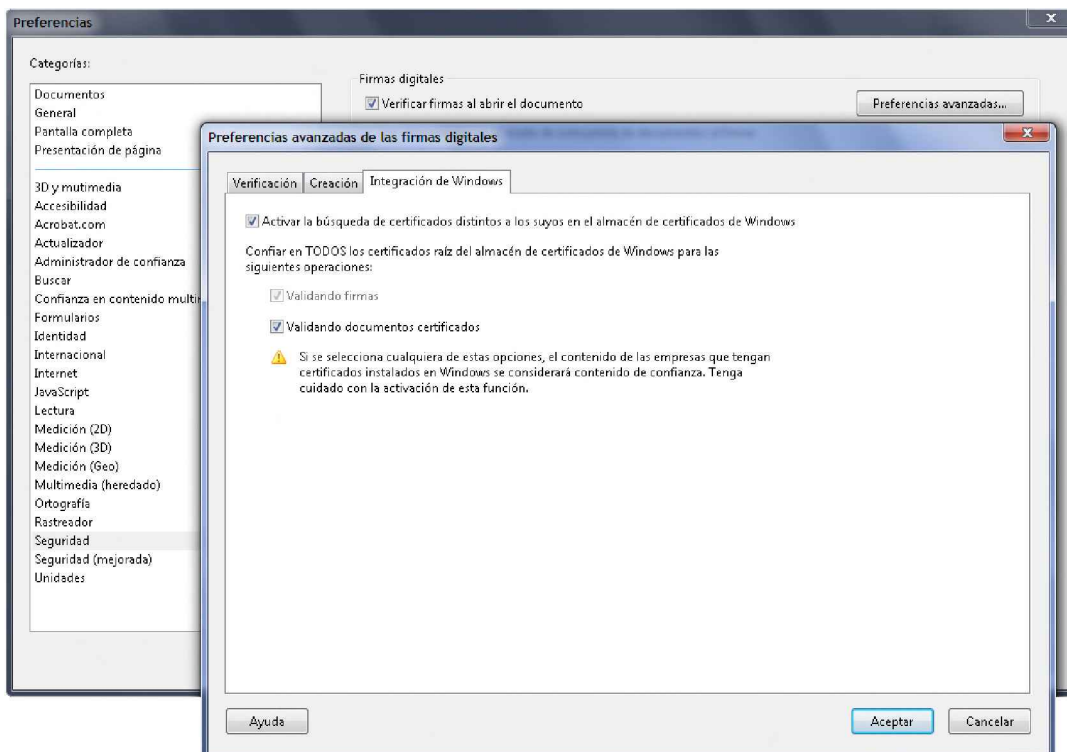 Preferencias
x
Categorías:
Documentos
General
Pantalla completa
Presentación de página
3D y mutimedia
Accesibilidad
Acrobat.com
Actualizador
Administrador de confianza
Buscar
Confianza en contenido
Formularios
Identidad
Internacional
Internet
JavaScript
Lectura
Medición (2D)
Medición (3D)
Medición (Geo)
Multimedia (heredado)
Ortografía
Rastreador
Seguridad
Seguridad (mejorada)
Unidades
Firmas digitales
Verificar firmas al abrir el documento
Preferencias avanzadas...
Preferencias avanzadas de las firmas digitales
x
Verificación Creación Integración de Windows
Activar la búsqueda de certificados distintos a los suyos en el almacén de certificados de Windows
Confiar en TODOS los certificados raíz del almacén de certificados de Windows para las
siguientes operaciones:
Validando firmas
Validando documentos certificados
Si se selecciona cualquiera de estas opciones, el contenido de las empresas que tengan
certificados instalados en Windows se considerará contenido de confianza. Tenga
cuidado con la activación de esta función.
Ayuda
Aceptar
Cancelar